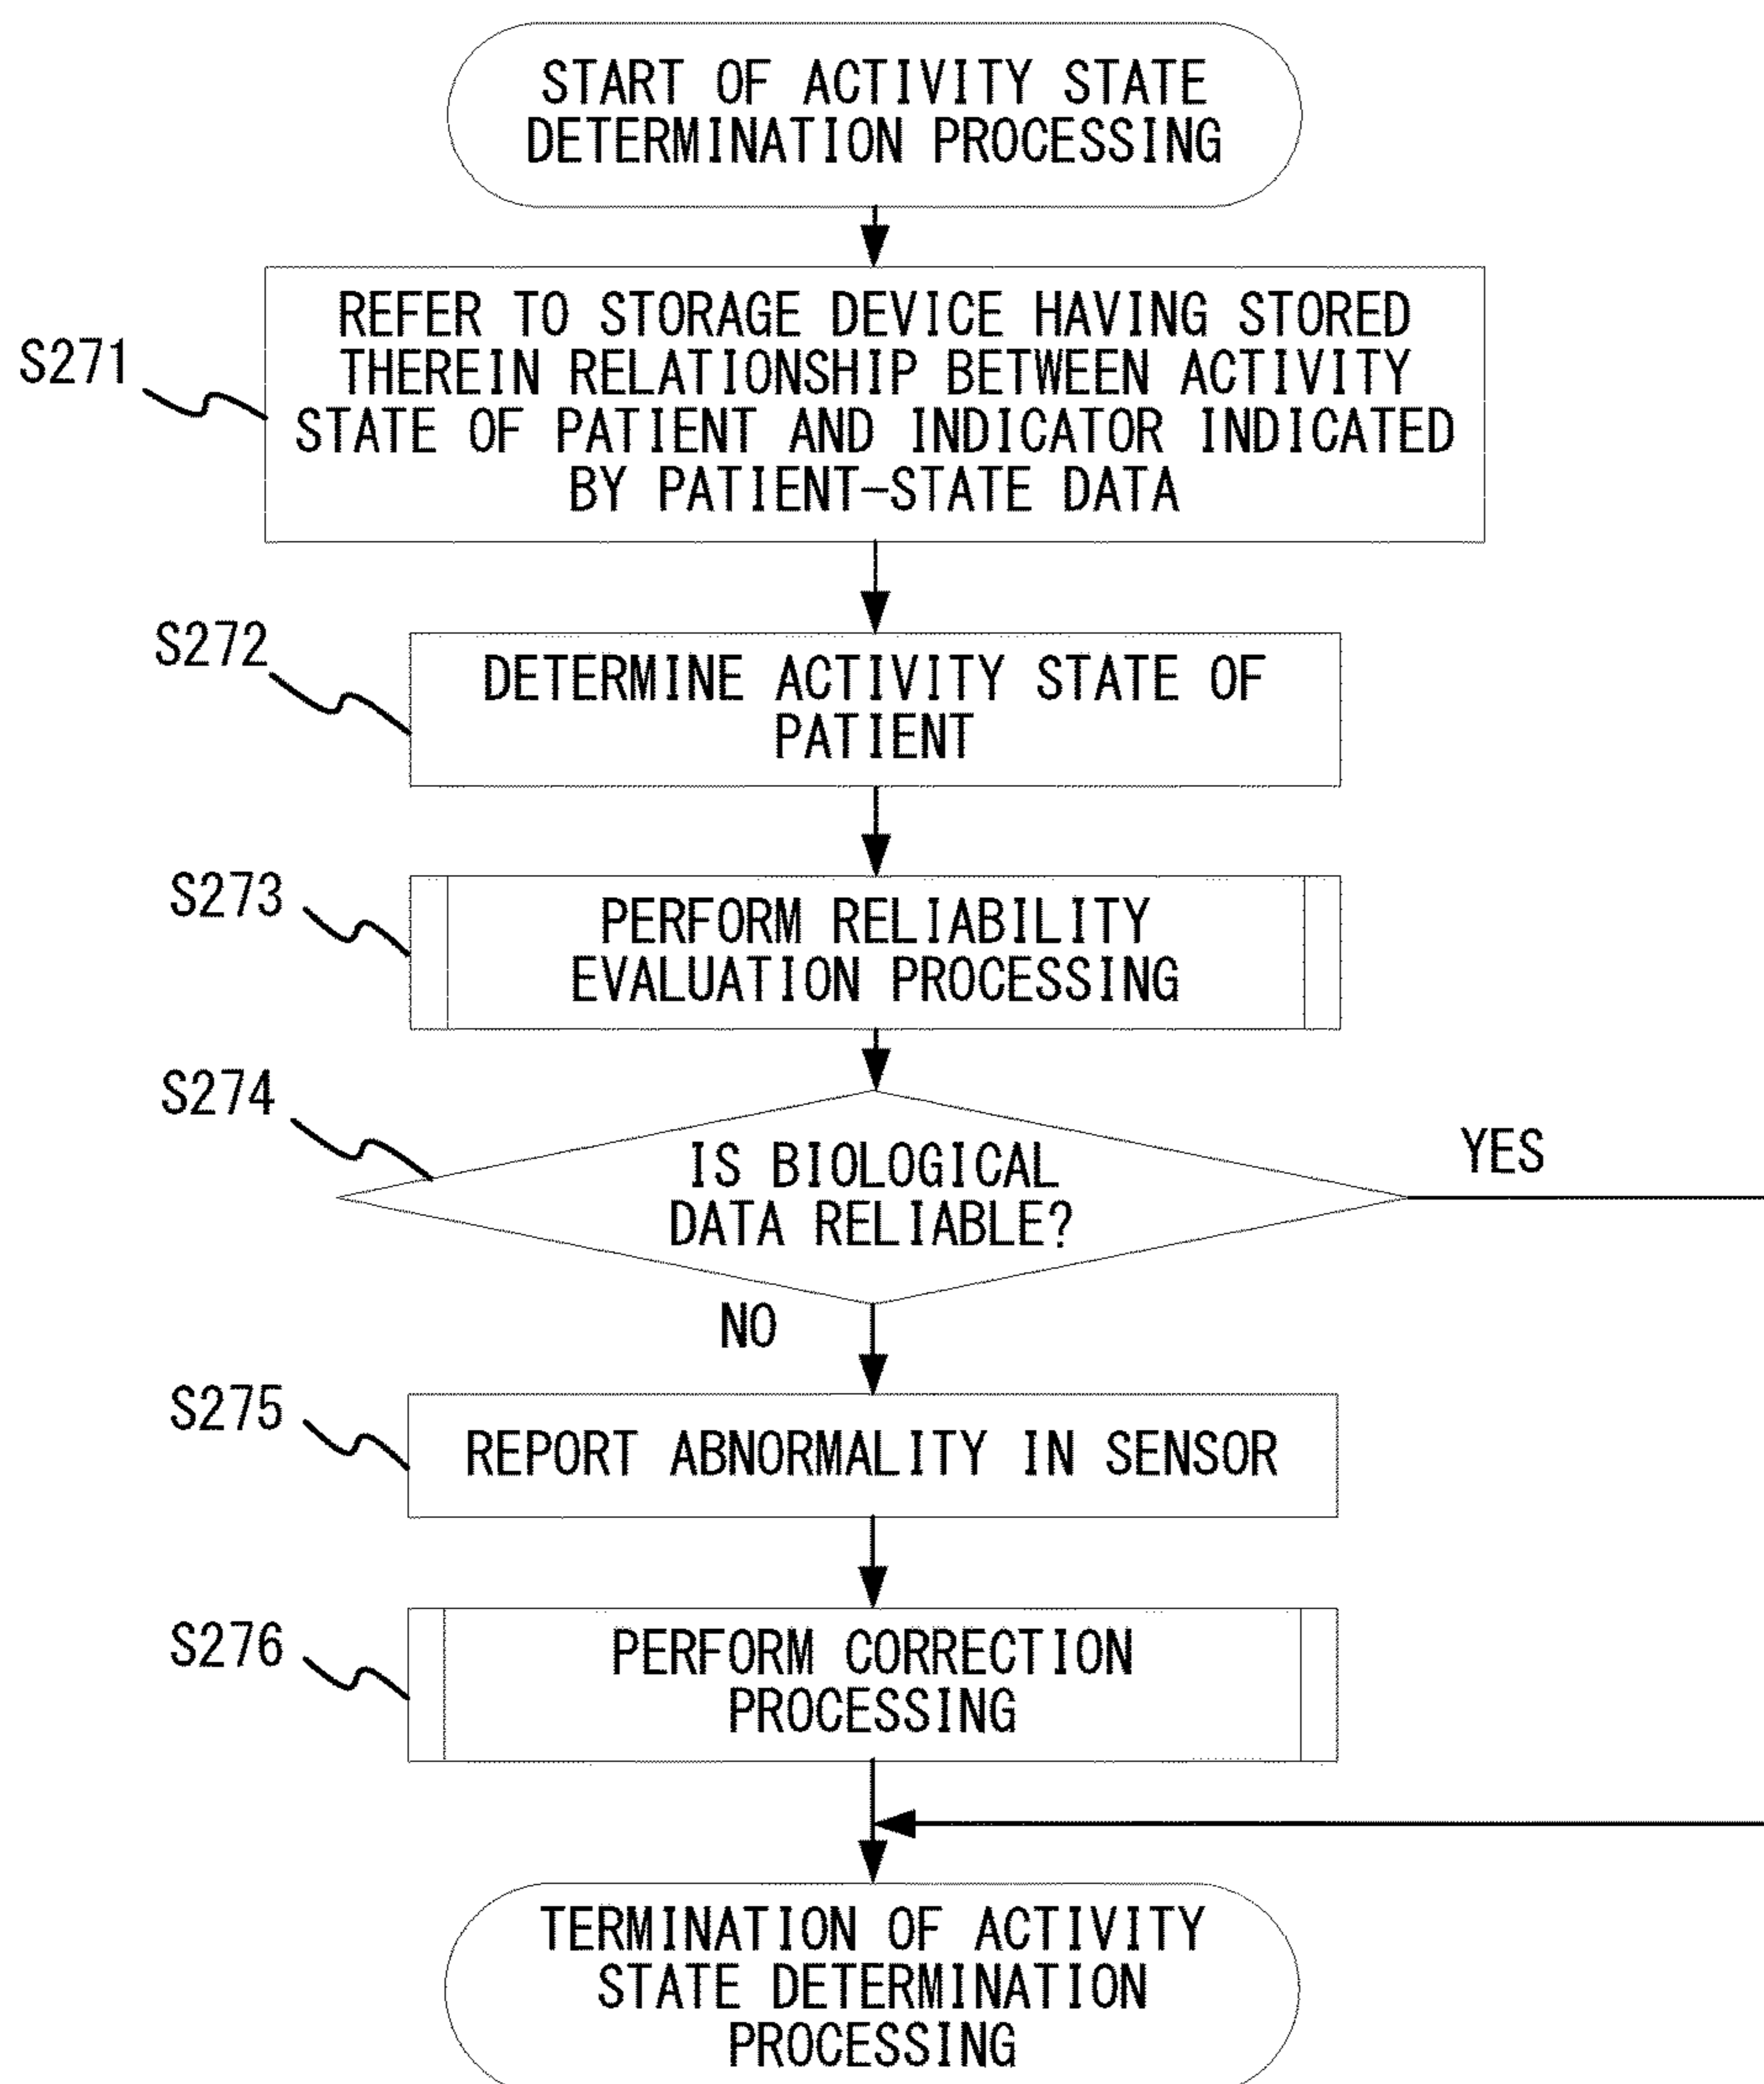 START OF ACTIVITY STATE
DETERMINATION PROCESSING
S271
REFER TO STORAGE DEVICE HAVING STORED
THEREIN RELATIONSHIP BETWEEN ACTIVITY
STATE OF PATIENT AND INDICATOR INDICATED
BY PATIENT-STATE DATA
S272
DETERMINE ACTIVITY STATE OF
PATIENT
S273
PERFORM RELIABILITY
EVALUATION PROCESSING
S274
IS BIOLOGICAL
DATA RELIABLE?
YES
NO
S275
REPORT ABNORMALITY IN SENSOR
S276
PERFORM CORRECTION
PROCESSING
TERMINATION OF ACTIVITY
STATE DETERMINATION
PROCESSING